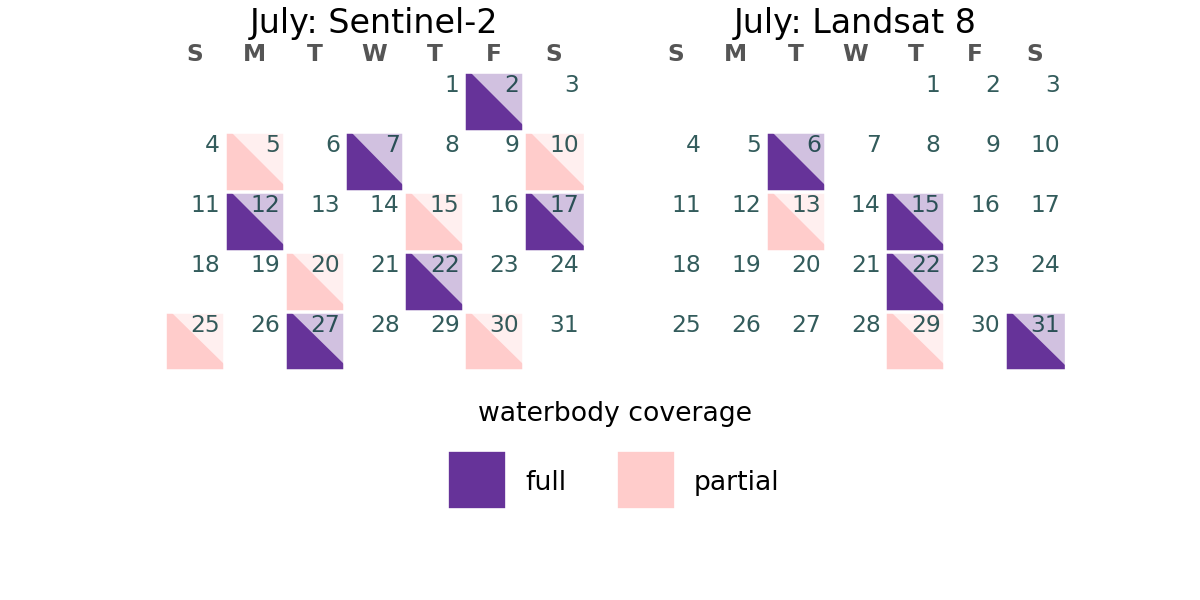 July: Sentinel-2
S M T W T F S
1 2 3
4 5 6 7 8 9 10
11 12 13 14 15 16 17
18 19 20 21 22 23 24
25 26 27 28 29 30 31
July: Landsat 8
S M T W T F S
1 2 3
4 5 6 7 8 9 10
11 12 13 14 15 16 17
18 19 20 21 22 23 24
25 26 27 28 29 30 31
waterbody coverage
full partial